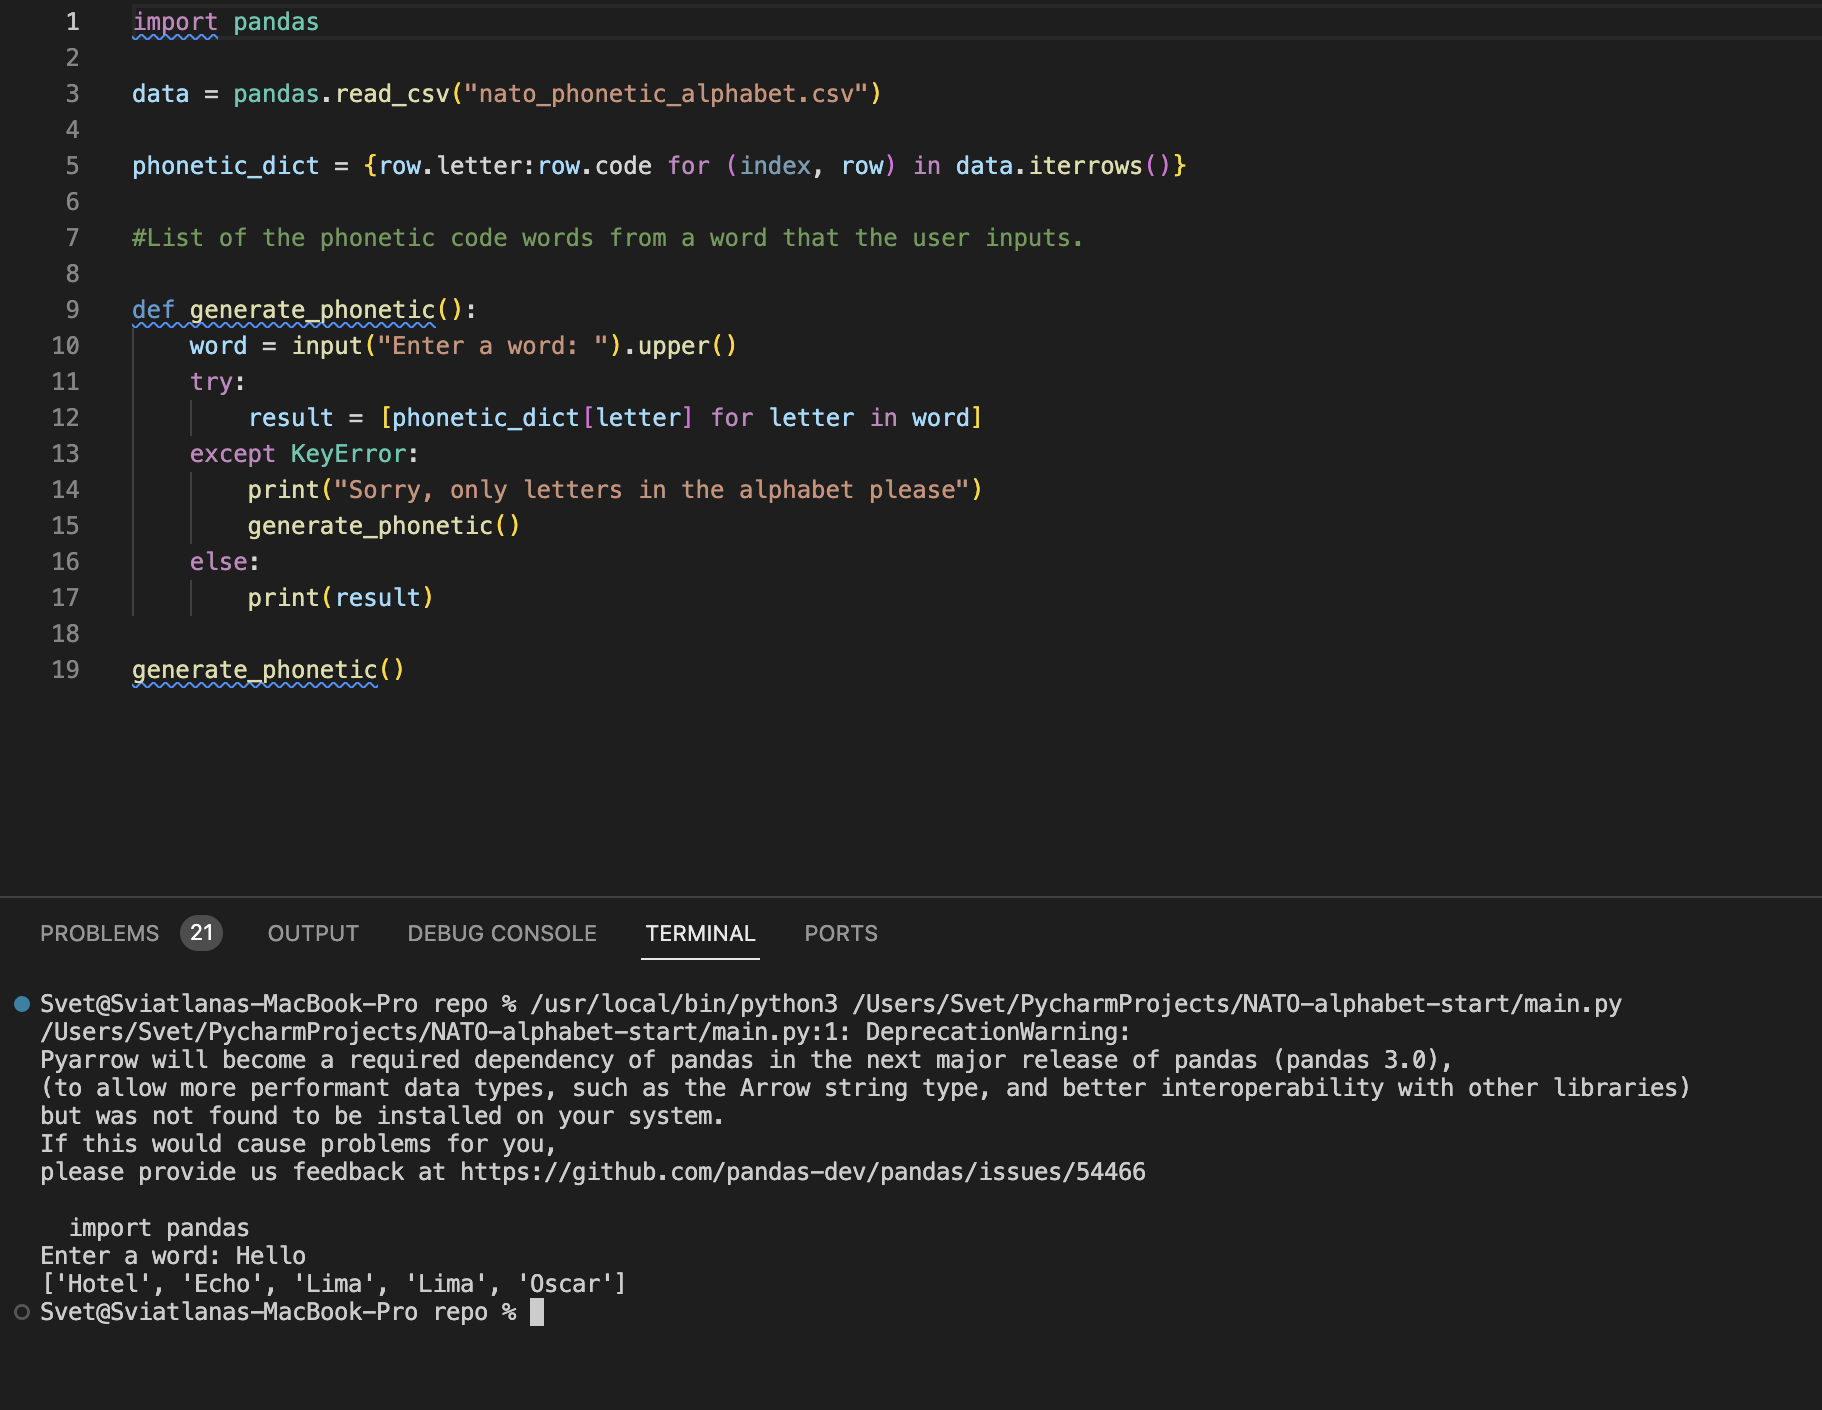 1 import pandas
2
3 data = pandas.read_csv("nato_phonetic_alphabet.csv")
4
5 phonetic_dict = {row.letter:row.code for (index, row) in data.iterrows()}
6
7 #List of the phonetic code words from a word that the user inputs.
8
9 def generate_phonetic():
10     word = input("Enter a word: ").upper()
11     try:
12         result = [phonetic_dict[letter] for letter in word]
13     except KeyError:
14         print("Sorry, only letters in the alphabet please")
15         generate_phonetic()
16     else:
17         print(result)
18
19 generate_phonetic()
PROBLEMS 21 OUTPUT DEBUG CONSOLE TERMINAL PORTS
Svet@Sviatlanas-MacBook-Pro repo % /usr/local/bin/python3 /Users/Svet/PycharmProjects/NATO-alphabet-start/main.py
/Users/Svet/PycharmProjects/NATO-alphabet-start/main.py:1: DeprecationWarning:
Pyarrow will become a required dependency of pandas in the next major release of pandas (pandas 3.0),
(to allow more performant data types, such as the Arrow string type, and better interoperability with other libraries)
but was not found to be installed on your system.
If this would cause problems for you,
please provide us feedback at https://github.com/pandas-dev/pandas/issues/54466
  import pandas
Enter a word: Hello
['Hotel', 'Echo', 'Lima', 'Lima', 'Oscar']
Svet@Sviatlanas-MacBook-Pro repo %